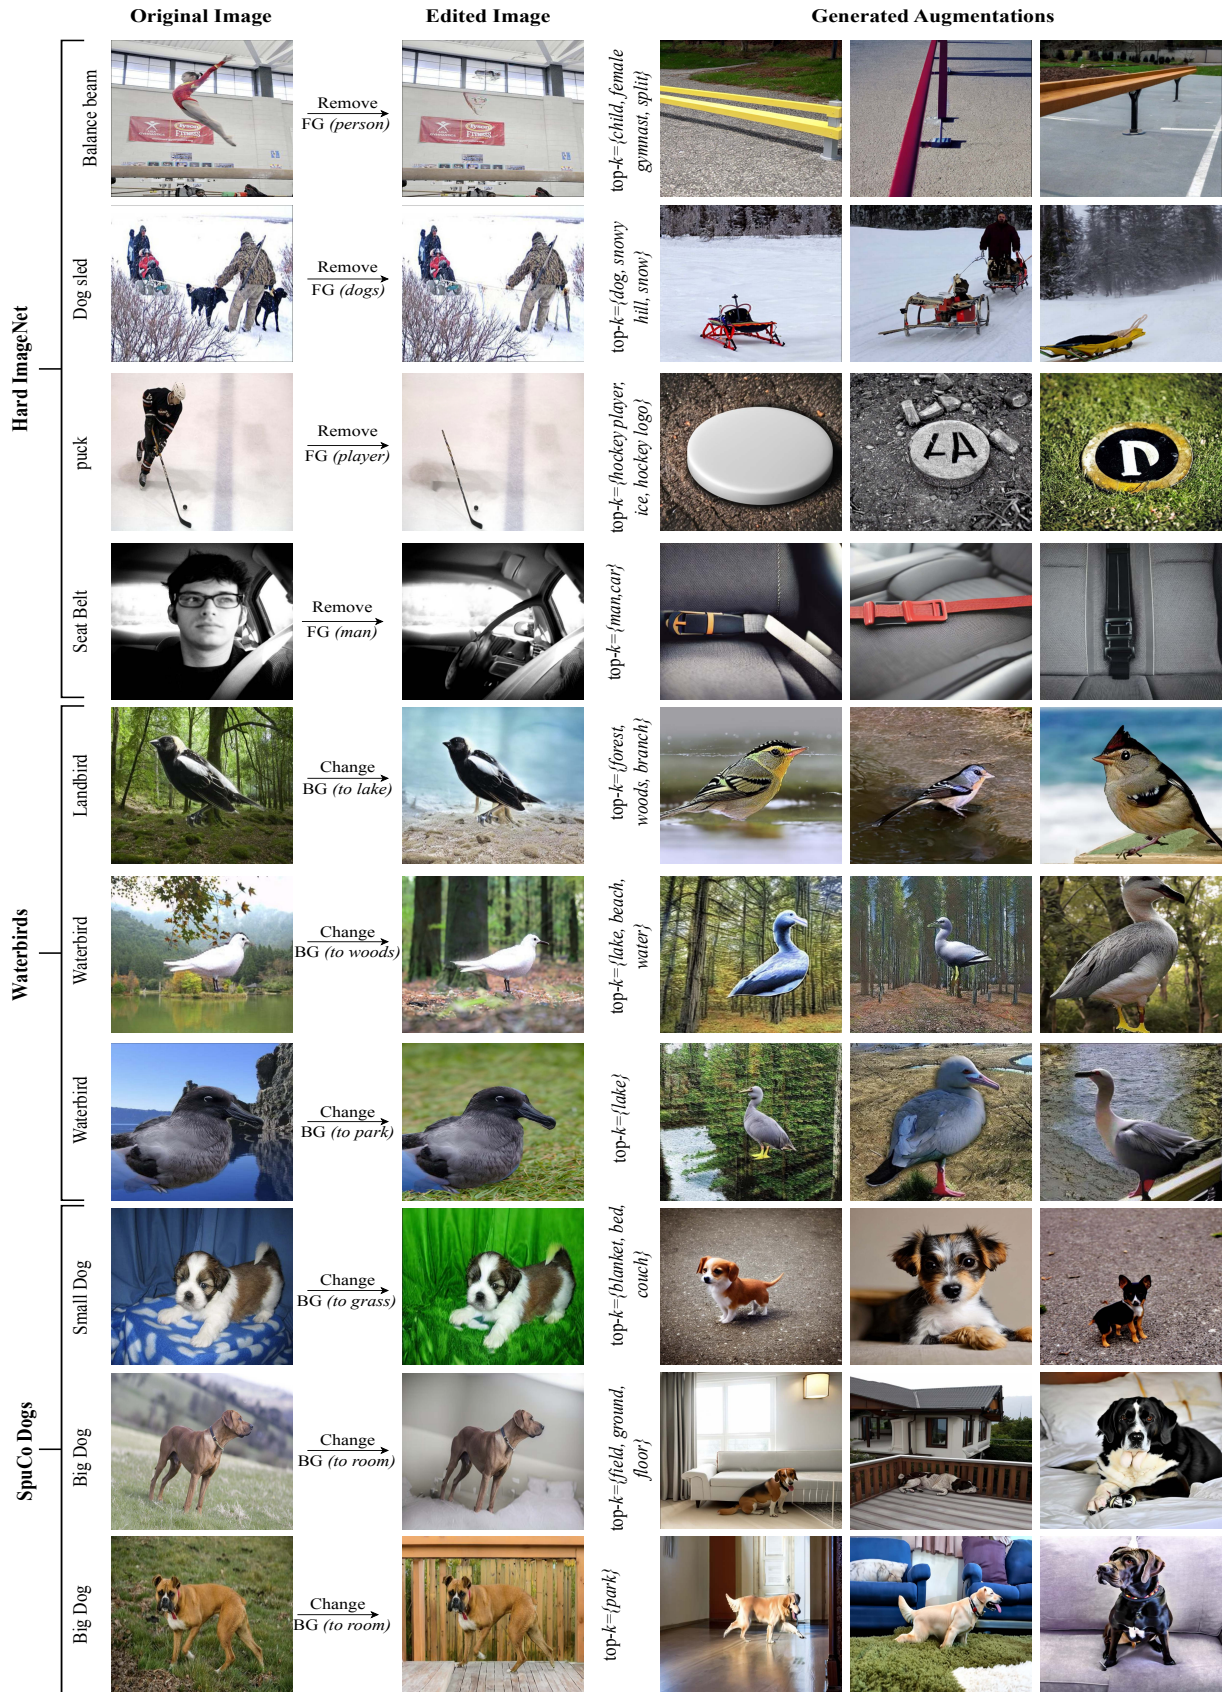 Original Image
Edited Image
Generated Augmentations
Hard ImageNet
Balance beam
Remove
FG (person)
top-k={child, female
gymnast, split}
Dog sled
Remove
FG (dogs)
top-k={dog, snowy
hill, snow}
puck
Remove
FG (player)
top-k={hockey player,
ice, hockey logo}
LA
D
Seat Belt
Remove
FG (man)
top-k={man,car}
Waterbirds
Landbird
Change
BG (to lake)
top-k={forest,
woods, branch}
Waterbird
Change
BG (to woods)
top-k={lake, beach,
water}
Waterbird
Change
BG (to park)
top-k={lake}
SpuCo Dogs
Small Dog
Change
BG (to grass)
top-k={blanket, bed,
couch}
Big Dog
Change
BG (to room)
top-k={field, ground,
floor}
Big Dog
Change
BG (to room)
top-k={park}